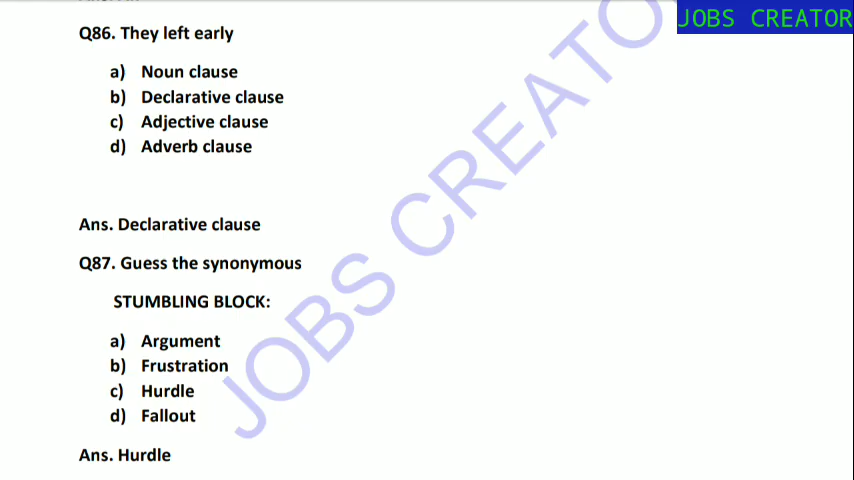 JOBS CREATOR
Q86. They left early
a) Noun clause
b) Declarative clause
c) Adjective clause
d) Adverb clause
Ans. Declarative clause
Q87. Guess the synonymous
STUMBLING BLOCK:
a) Argument
b) Frustration
c) Hurdle
d) Fallout
Ans. Hurdle
JOBS CREATO